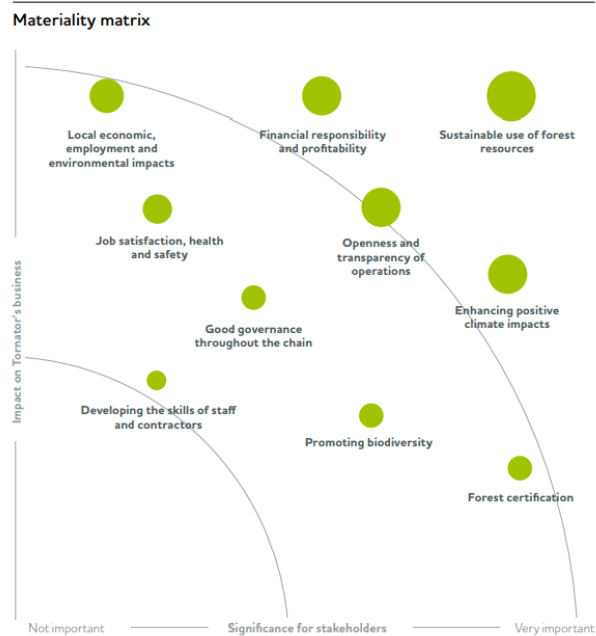 Materiality matrix
Local economic,
employment and
environmental impacts
Financial responsibility
and profitability
Sustainable use of forest
resources
Job satisfaction, health
and safety
Openness and
transparency of
operations
Enhancing positive
climate impacts
Good governance
throughout the chain
Developing the skills of staff
and contractors
Promoting biodiversity
Forest certification
Impact on Tornator's business
Not important
Significance for stakeholders
Very important